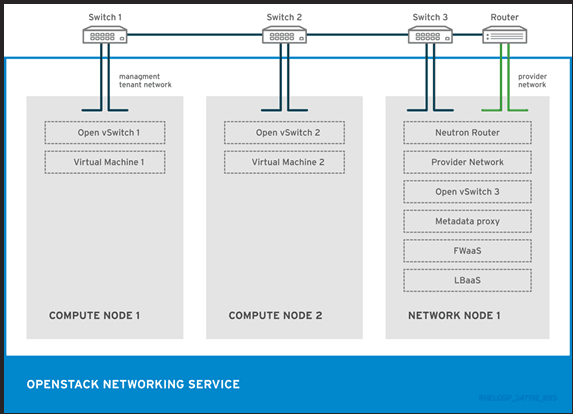 Switch 1
Switch 2
Switch 3
Router
managment
tenant network
provider
network
Open vSwitch 1
Virtual Machine 1
COMPUTE NODE 1
Open vSwitch 2
Virtual Machine 2
COMPUTE NODE 2
Neutron Router
Provider Network
Open vSwitch 3
Metadata proxy
FWaaS
LBaaS
NETWORK NODE 1
OPENSTACK NETWORKING SERVICE